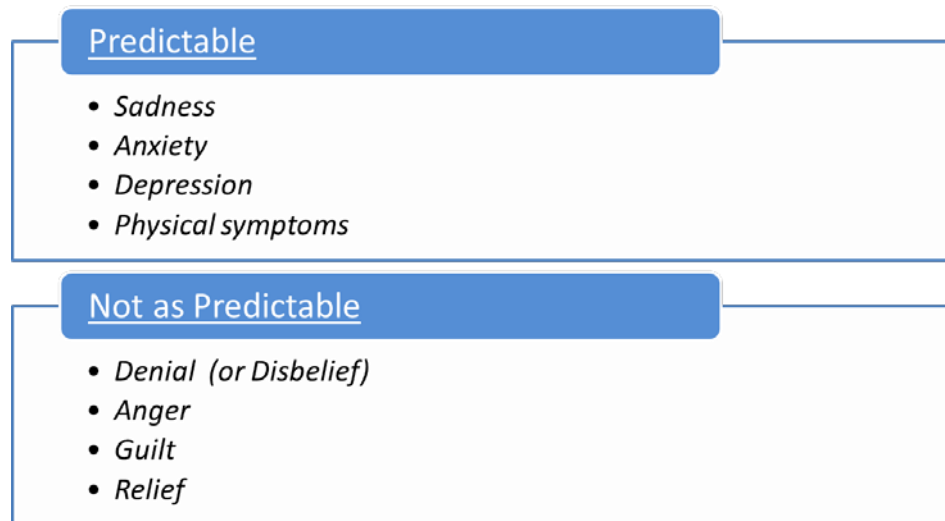 Predictable
• Sadness
• Anxiety
• Depression
• Physical symptoms
Not as Predictable
• Denial (or Disbelief)
• Anger
• Guilt
• Relief